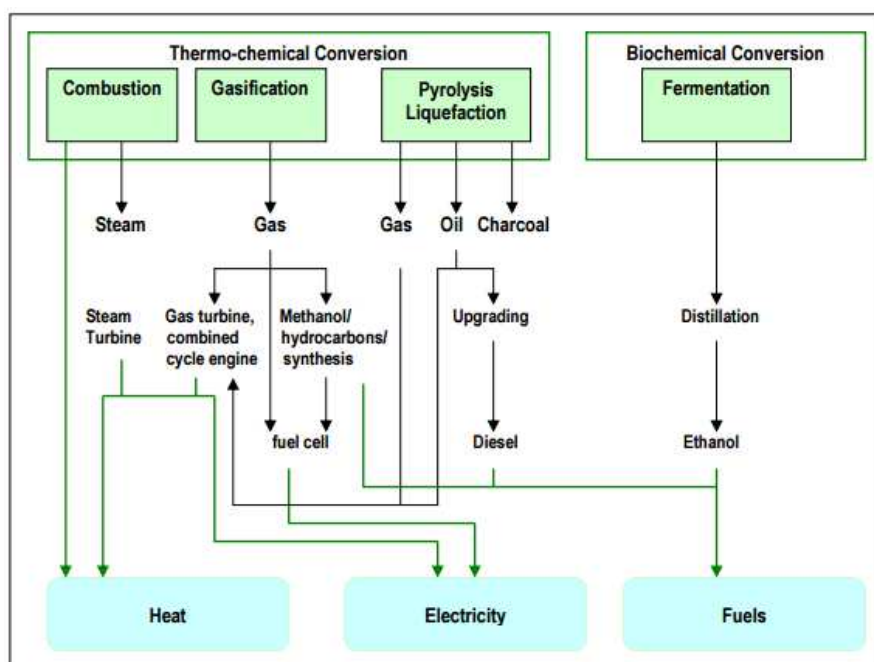 Thermo-chemical Conversion
Biochemical Conversion
Combustion
Gasification
Pyrolysis
Liquefaction
Fermentation
Steam
Gas
Gas
Oil
Charcoal
Steam
Turbine
Gas turbine,
combined
cycle engine
Methanol/
hydrocarbons/
synthesis
Upgrading
Distillation
fuel cell
Diesel
Ethanol
Heat
Electricity
Fuels